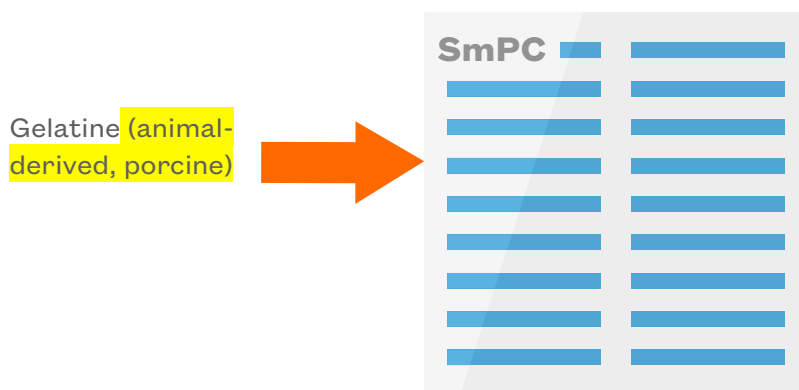 Gelatine (animal-
derived, porcine)
SmPC